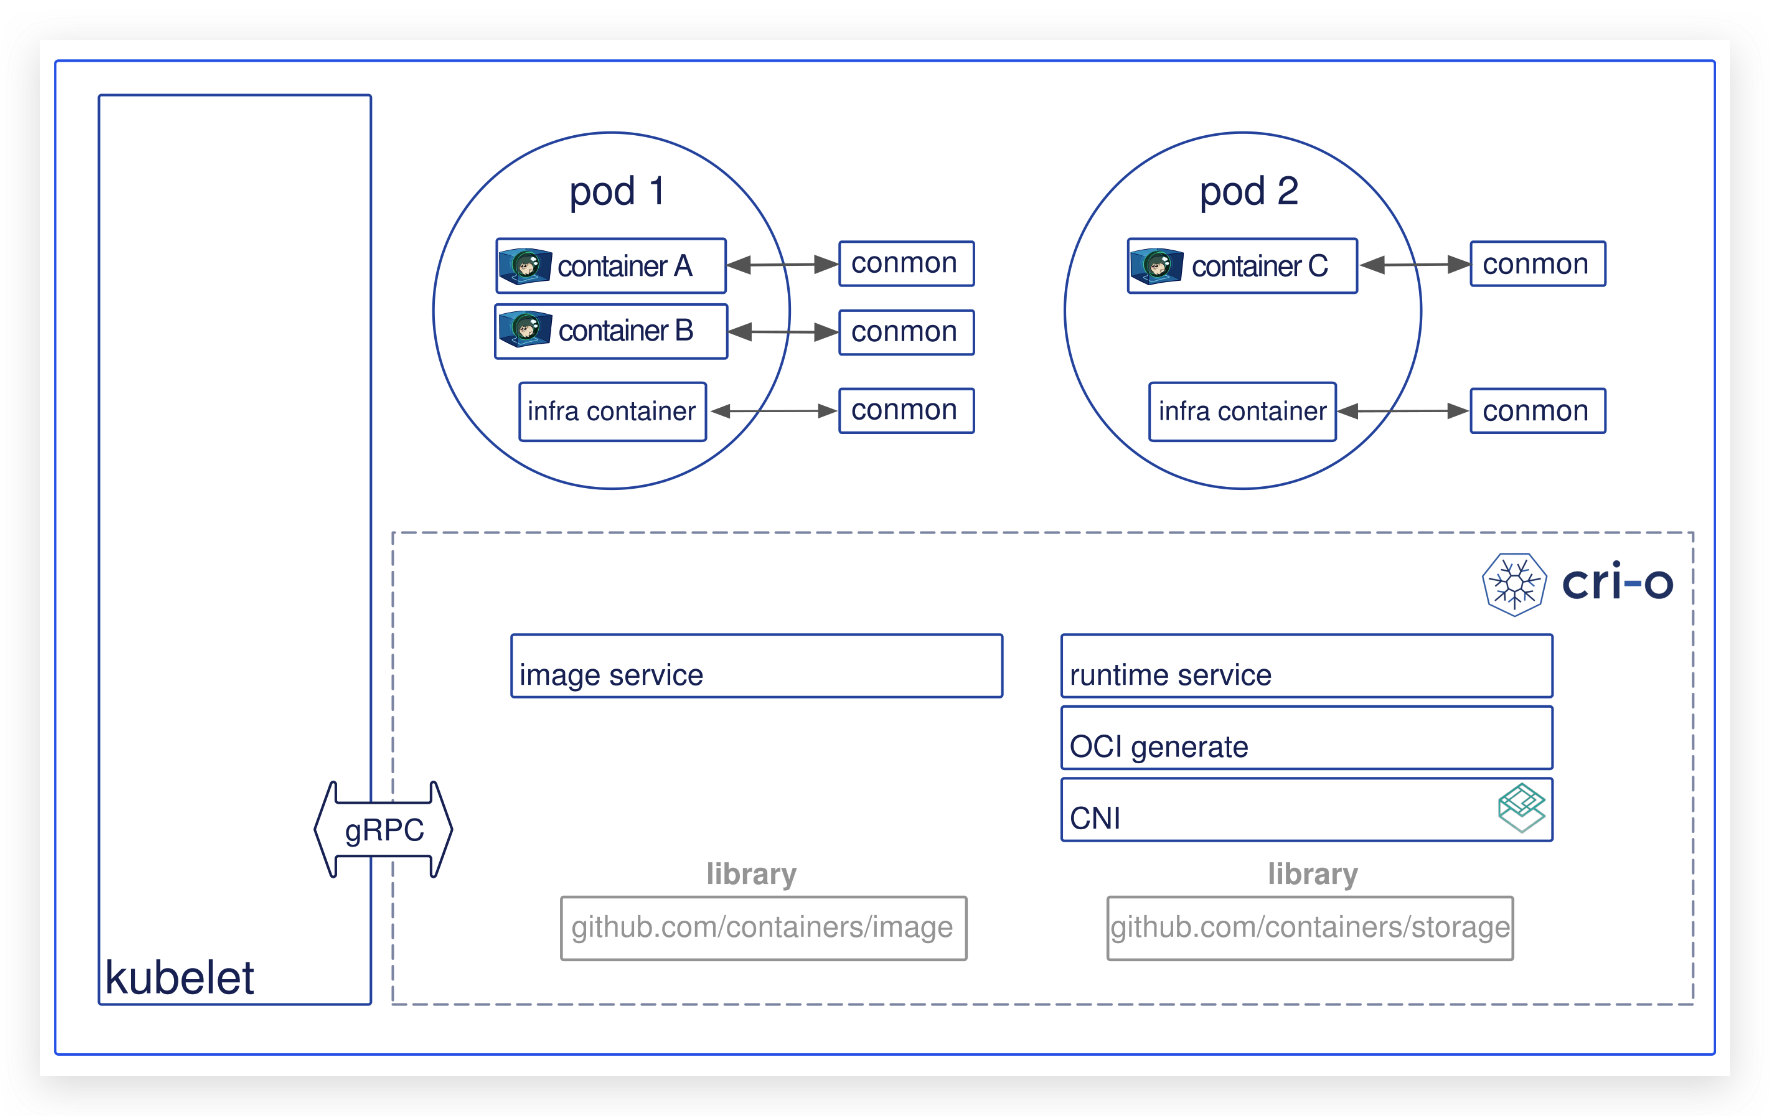 pod 1
container A
conmon
container B
conmon
infra container
conmon
pod 2
container C
conmon
infra container
conmon
cri-o
image service
runtime service
OCI generate
CNI
gRPC
library
github.com/containers/image
library
github.com/containers/storage
kubelet